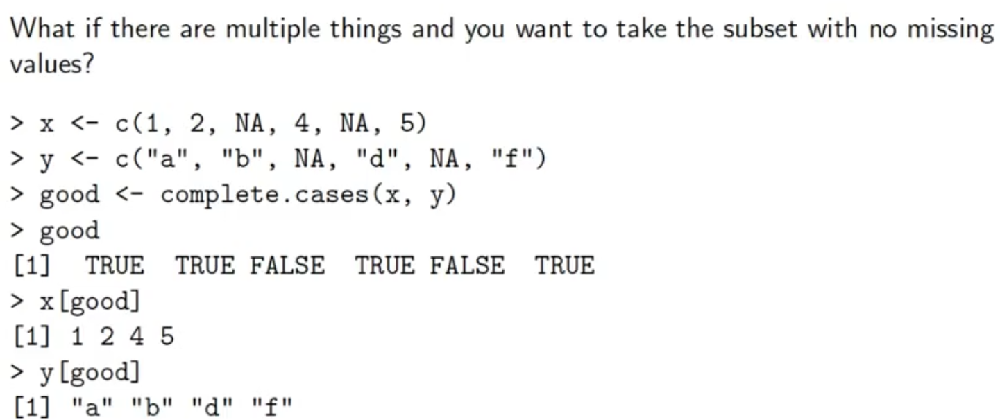 What if there are multiple things and you want to take the subset with no missing
values?
> x <- c(1, 2, NA, 4, NA, 5)
> y <- c("a", "b", NA, "d", NA, "f")
> good <- complete.cases(x, y)
> good
[1]  TRUE  TRUE FALSE  TRUE FALSE  TRUE
> x[good]
[1] 1 2 4 5
> y[good]
[1] "a" "b" "d" "f"